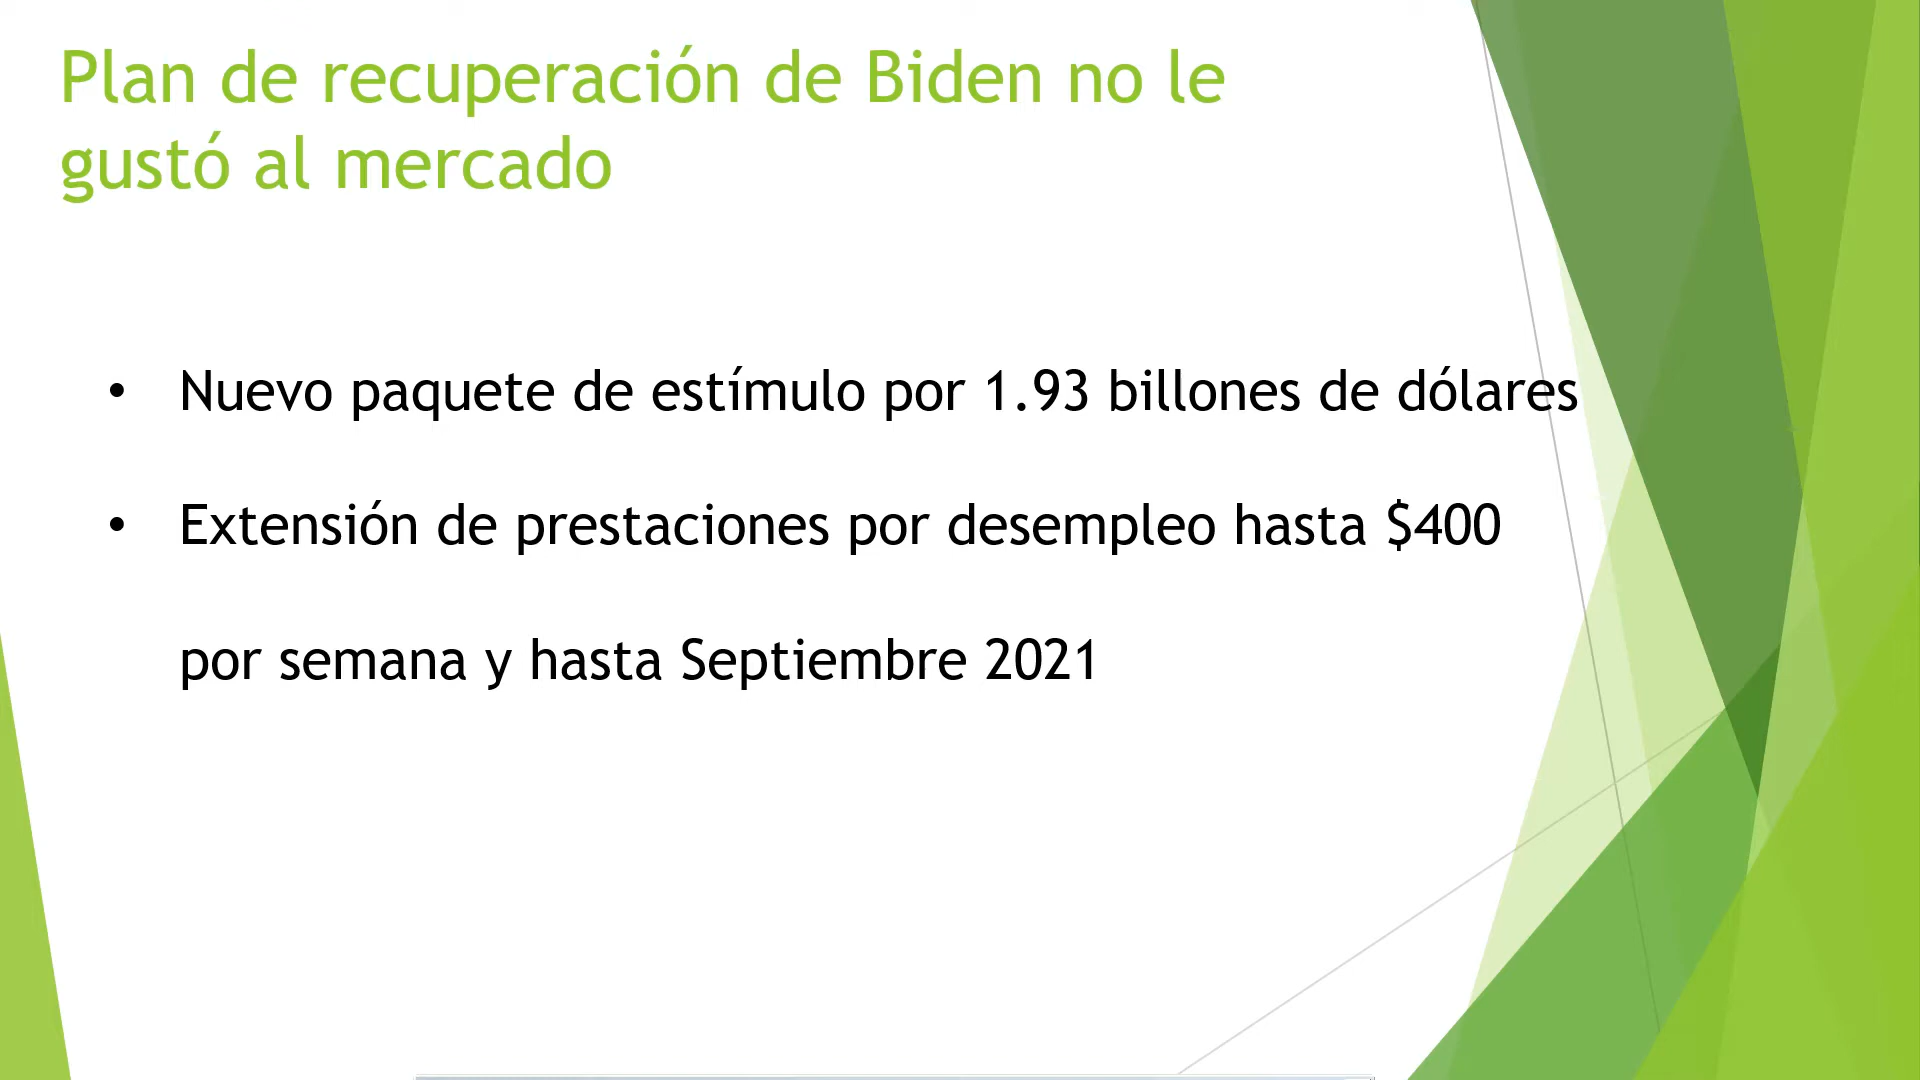 Plan de recuperación de Biden no le
gustó al mercado
• Nuevo paquete de estímulo por 1.93 billones de dólares
• Extensión de prestaciones por desempleo hasta $400
por semana y hasta Septiembre 2021